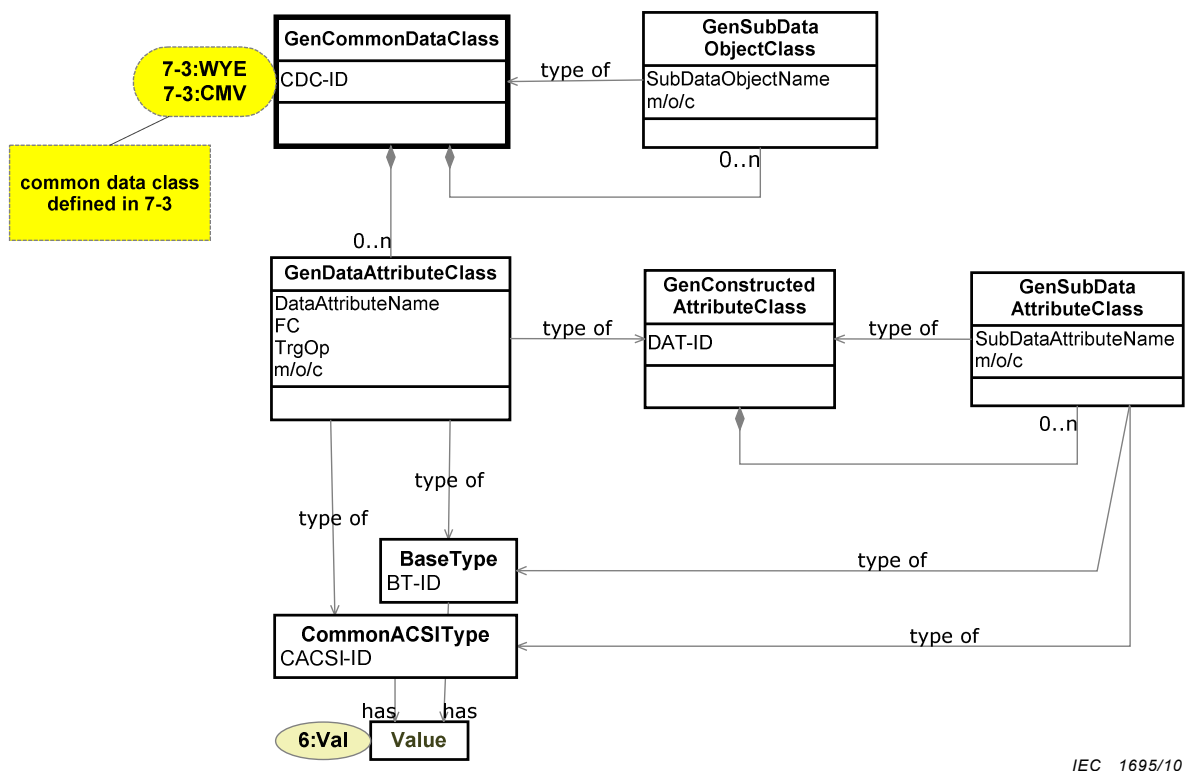 GenCommonDataClass
CDC-ID
7-3:WYE
7-3:CMV
common data class
defined in 7-3
type of
GenSubData
ObjectClass
SubDataObjectName
m/o/c
0..n
0..n
GenDataAttributeClass
DataAttributeName
FC
TrgOp
m/o/c
type of
GenConstructed
AttributeClass
DAT-ID
type of
GenSubData
AttributeClass
SubDataAttributeName
m/o/c
0..n
type of
type of
BaseType
BT-ID
type of
CommonACSIType
CACSI-ID
type of
has
has
6:Val
Value
IEC 1695/10